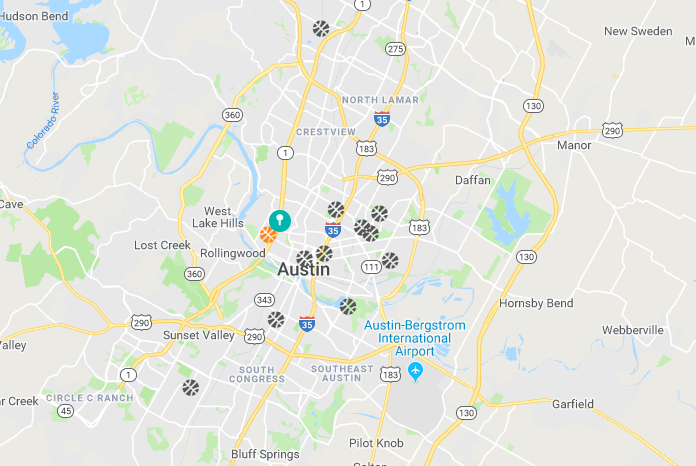 Hudson Bend
1
New Sweden
275
M
Colorado River
NORTH LAMAR
130
360
35
CRESTVIEW
290
183
Manor
1
290
Daffan
Cave
West
Lake Hills
35
183
Lost Creek
Rollingwood
130
360
Austin
111
343
Hornsby Bend
290
35
Austin-Bergstrom
International
Airport
Webberville
Sunset Valley
290
Valley
SOUTH
CONGRESS
SOUTHEAST
AUSTIN
1
183
CIRCLE C RANCH
ar Creek
45
130
Garfield
Pilot Knob
Bluff Springs